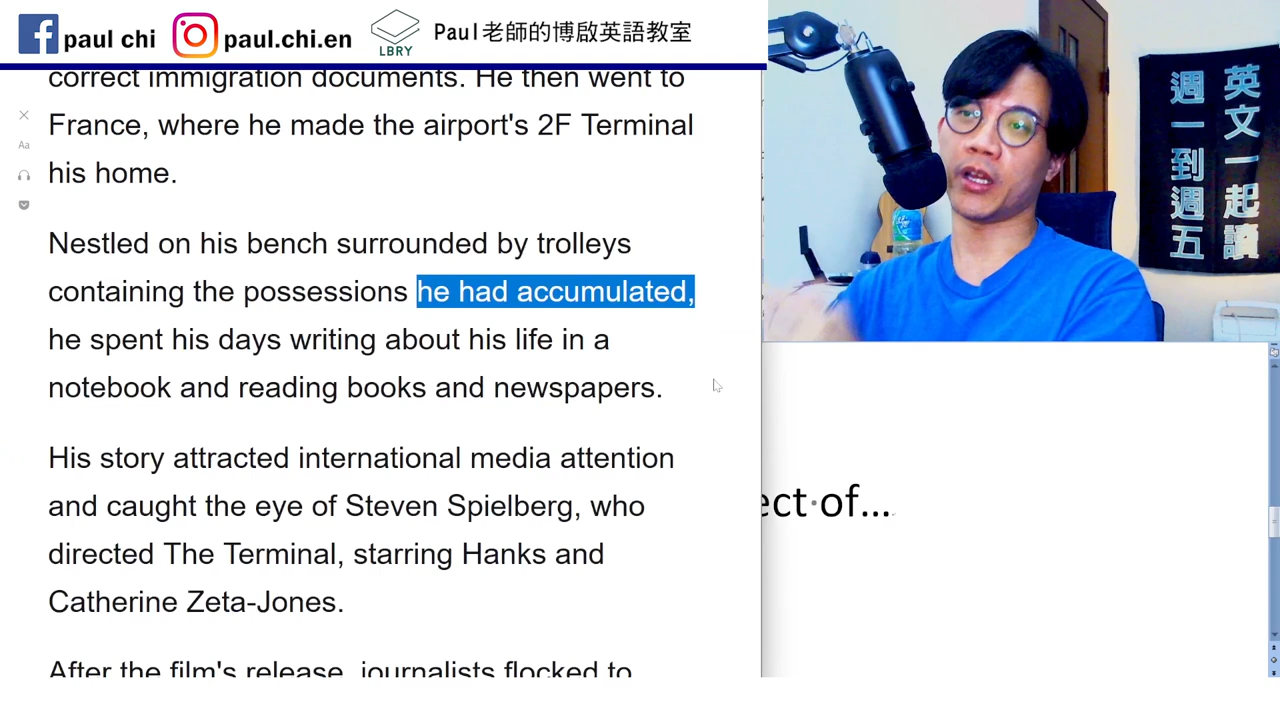 paul chi
paul.chi.en
LBRY
Paul老師的博啟英語教室
correct immigration documents. He then went to
France, where he made the airport's 2F Terminal
his home.
Nestled on his bench surrounded by trolleys
containing the possessions he had accumulated,
he spent his days writing about his life in a
notebook and reading books and newspapers.
His story attracted international media attention
and caught the eye of Steven Spielberg, who
directed The Terminal, starring Hanks and
Catherine Zeta-Jones.
After the film's release, journalists flocked to
Aa
英文一起讀
週一到週五
ect·of...